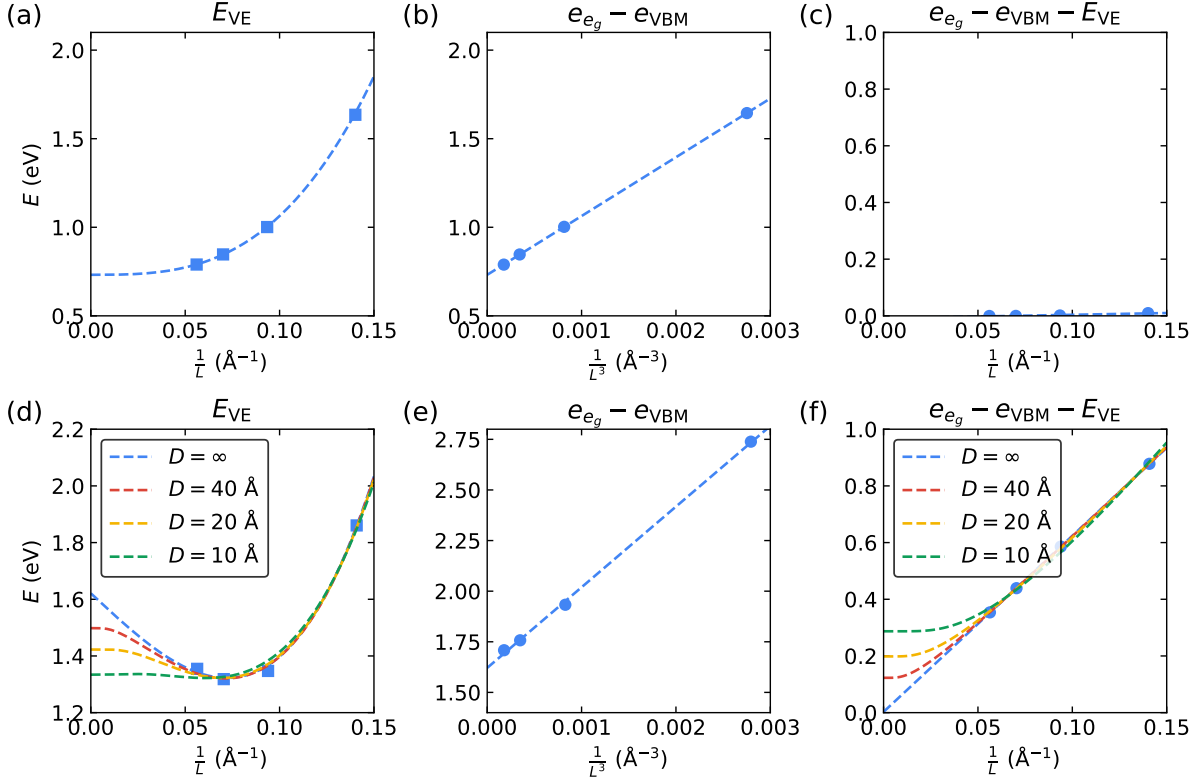 (a) E_VE
2.0
1.5
1.0
0.5
E (eV)
0.00 0.05 0.10 0.15
1/L (Å⁻¹)
(b) e_{e_g} − e_VBM
2.0
1.5
1.0
0.5
0.000 0.001 0.002 0.003
1/L³ (Å⁻³)
(c) e_{e_g} − e_VBM − E_VE
1.0
0.8
0.6
0.4
0.2
0.0
0.00 0.05 0.10 0.15
1/L (Å⁻¹)
(d) E_VE
2.2
2.0
1.8
1.6
1.4
1.2
E (eV)
D = ∞
D = 40 Å
D = 20 Å
D = 10 Å
0.00 0.05 0.10 0.15
1/L (Å⁻¹)
(e) e_{e_g} − e_VBM
2.75
2.50
2.25
2.00
1.75
1.50
0.000 0.001 0.002 0.003
1/L³ (Å⁻³)
(f) e_{e_g} − e_VBM − E_VE
1.0
0.8
0.6
0.4
0.2
0.0
D = ∞
D = 40 Å
D = 20 Å
D = 10 Å
0.00 0.05 0.10 0.15
1/L (Å⁻¹)